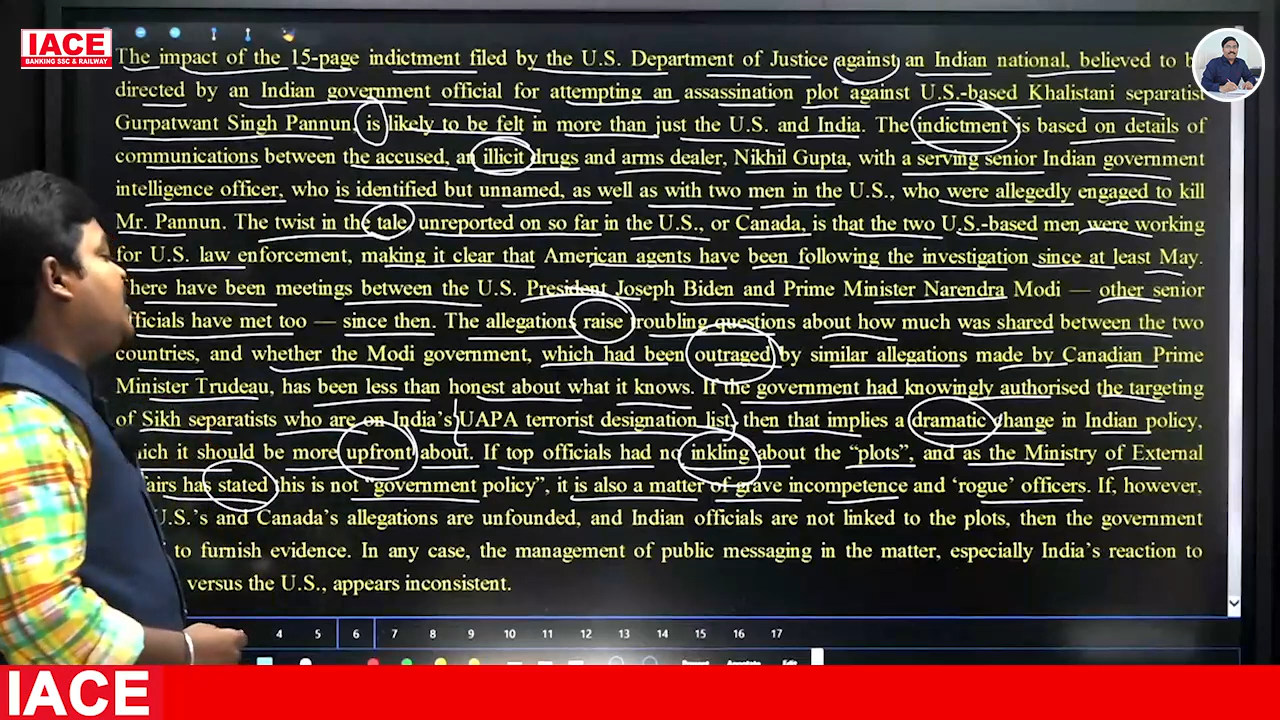 IACE
BANKING SSC & RAILWAY
The impact of the 15-page indictment filed by the U.S. Department of Justice against an Indian national, believed to
directed by an Indian government official for attempting an assassination plot against U.S.-based Khalistani separatist
Gurpatwant Singh Pannun, is likely to be felt in more than just the U.S. and India. The indictment is based on details of
communications between the accused, an illicit drugs and arms dealer, Nikhil Gupta, with a serving senior Indian government
intelligence officer, who is identified but unnamed, as well as with two men in the U.S., who were allegedly engaged to kill
Mr. Pannun. The twist in the tale, unreported on so far in the U.S., or Canada, is that the two U.S.-based men were working
for U.S. law enforcement, making it clear that American agents have been following the investigation since at least May.
There have been meetings between the U.S. President Joseph Biden and Prime Minister Narendra Modi — other senior
officials have met too — since then. The allegations raise troubling questions about how much was shared between the two
countries, and whether the Modi government, which had been outraged by similar allegations made by Canadian Prime
Minister Trudeau, has been less than honest about what it knows. If the government had knowingly authorised the targeting
of Sikh separatists who are on India's UAPA terrorist designation list, then that implies a dramatic change in Indian policy,
it should be more upfront about. If top officials had no inkling about the "plots", and as the Ministry of External
has stated this is not "government policy", it is also a matter of grave incompetence and 'rogue' officers. If, however,
U.S.'s and Canada's allegations are unfounded, and Indian officials are not linked to the plots, then the government
to furnish evidence. In any case, the management of public messaging in the matter, especially India's reaction to
versus the U.S., appears inconsistent.
4 5 6 7 8 9 10 11 12 13 14 15 16 17
IACE